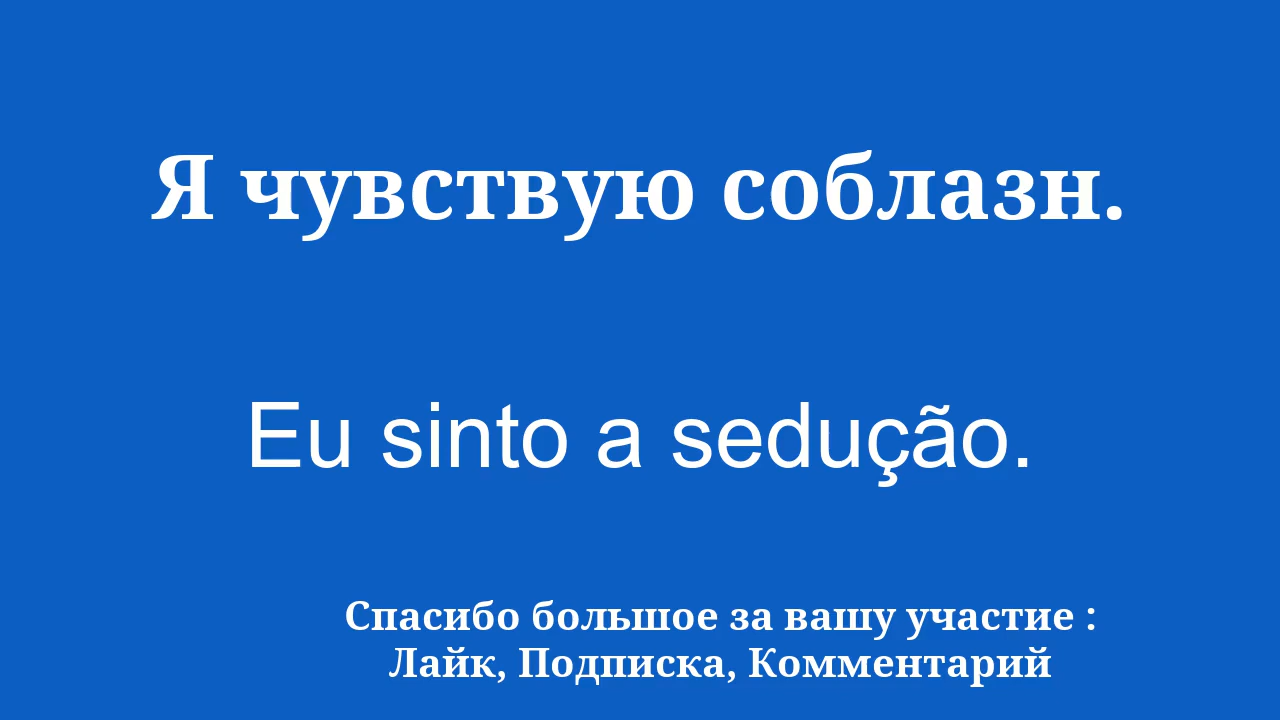 Я чувствую соблазн.
Eu sinto a sedução.
Спасибо большое за вашу участие :
Лайк, Подписка, Комментарий